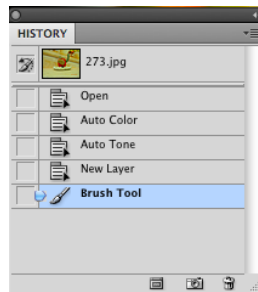 HISTORY
273.jpg
Open
Auto Color
Auto Tone
New Layer
Brush Tool